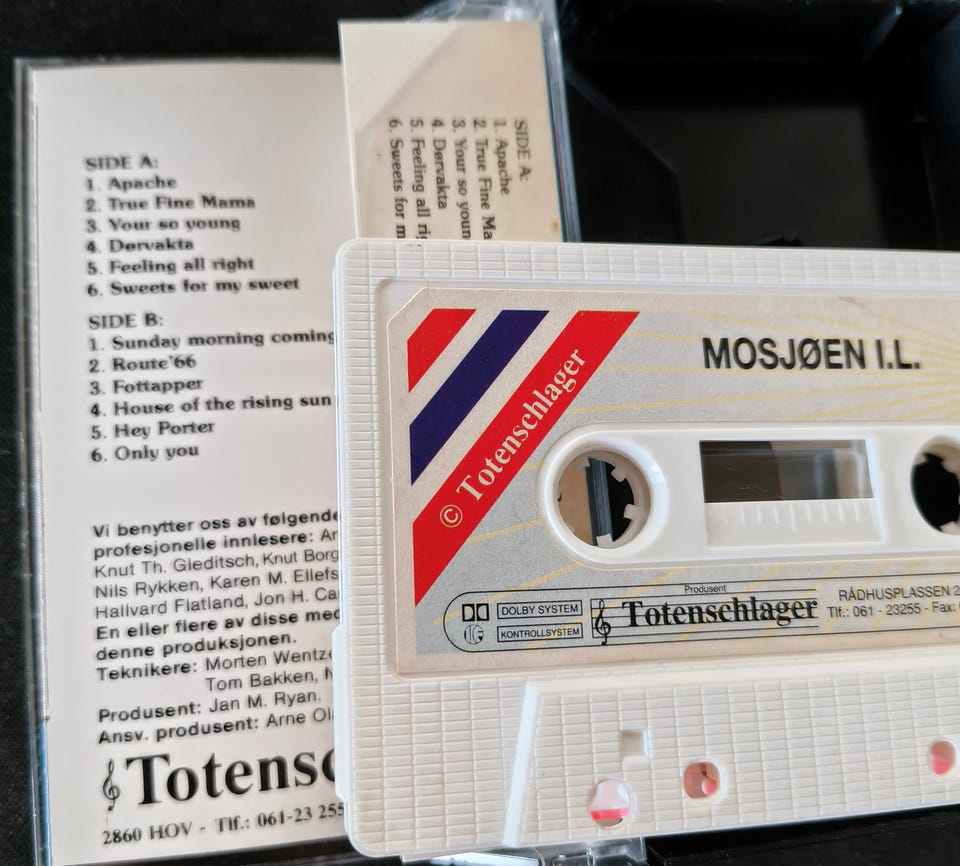 SIDE A:
1. Apache
2. True Fine Mama
3. Your so young
4. Dørvakta
5. Feeling all right
6. Sweets for my sweet
SIDE B:
1. Sunday morning coming
2. Route'66
3. Fottapper
4. House of the rising sun
5. Hey Porter
6. Only you
Vi benytter oss av følgende
profesjonelle innlesere:
Knut Th. Gleditsch, Knut
Nils Rykken, Karen M.
Hallvard Flatland, Jon H.
En eller flere av disse
denne produksjonen.
Teknikere: Morten
Tom Bakken,
Produsent: Jan M. Ryan.
Ansv. produsent: Arne
2860 HOV - Tlf.: 061-23 255
SIDE A:
1. Apache
2. True Fine
3. Your so
4. Dørvakta
5. Feeling all
6. Sweets for
© Totenschlager
MOSJØEN I.L.
DOLBY SYSTEM
KONTROLLSYSTEM
Produsent
Totenschlager
RÅDHUSPLASSEN
Tlf.: 061 - 23255 - Fax: